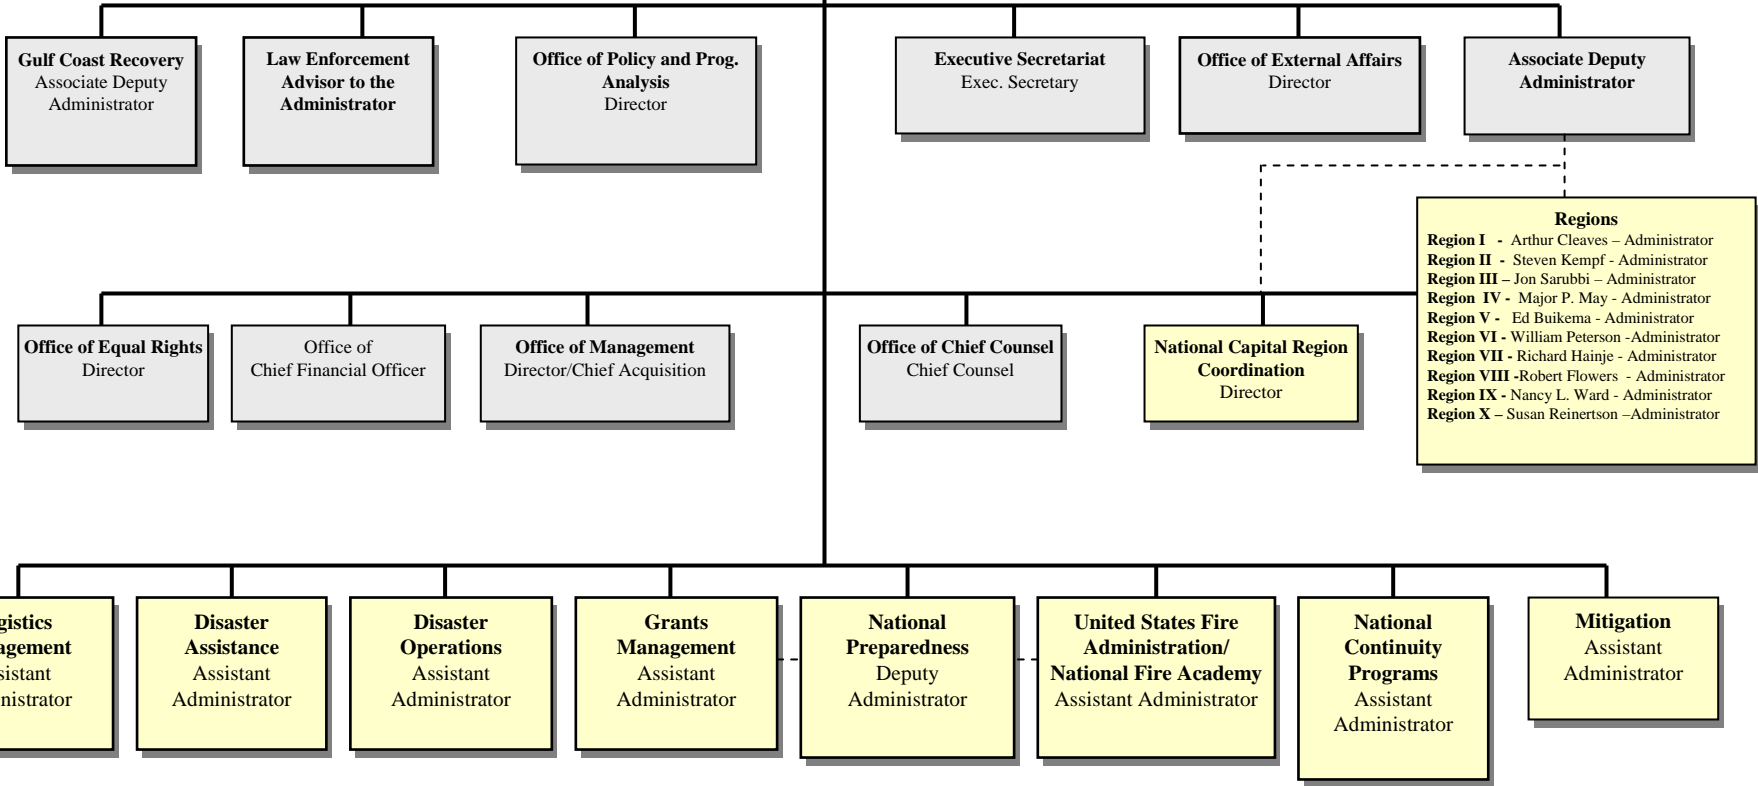 Gulf Coast Recovery
Associate Deputy
Administrator
Law Enforcement
Advisor to the
Administrator
Office of Policy and Prog.
Analysis
Director
Executive Secretariat
Exec. Secretary
Office of External Affairs
Director
Associate Deputy
Administrator
Regions
Region I - Arthur Cleaves – Administrator
Region II - Steven Kempf - Administrator
Region III – Jon Sarubbi – Administrator
Region IV - Major P. May - Administrator
Region V - Ed Buikema - Administrator
Region VI - William Peterson -Administrator
Region VII - Richard Hainje - Administrator
Region VIII -Robert Flowers - Administrator
Region IX - Nancy L. Ward - Administrator
Region X – Susan Reinertson –Administrator
Office of Equal Rights
Director
Office of
Chief Financial Officer
Office of Management
Director/Chief Acquisition
Office of Chief Counsel
Chief Counsel
National Capital Region
Coordination
Director
gistics
agement
sistant
nistrator
Disaster
Assistance
Assistant
Administrator
Disaster
Operations
Assistant
Administrator
Grants
Management
Assistant
Administrator
National
Preparedness
Deputy
Administrator
United States Fire
Administration/
National Fire Academy
Assistant Administrator
National
Continuity
Programs
Assistant
Administrator
Mitigation
Assistant
Administrator